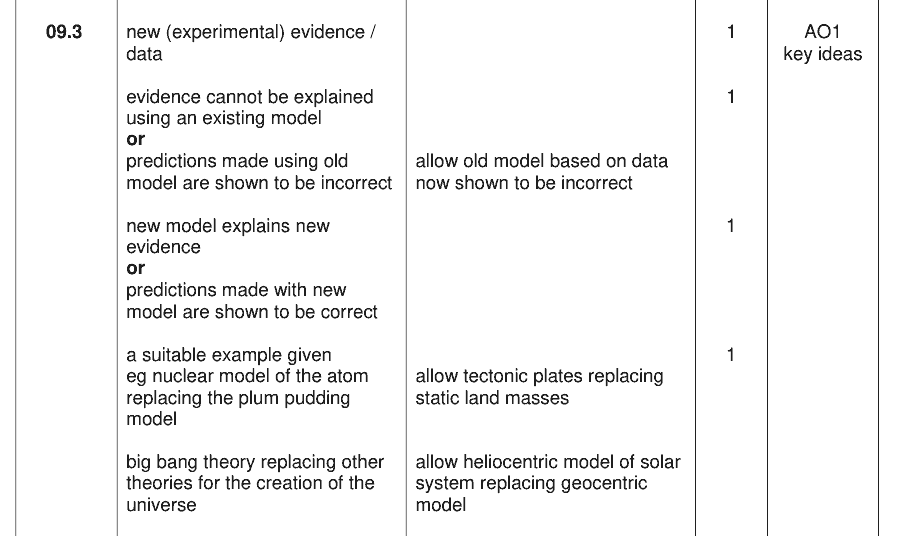 09.3 new (experimental) evidence / 1 AO1
data key ideas
evidence cannot be explained 1
using an existing model
or
predictions made using old allow old model based on data
model are shown to be incorrect now shown to be incorrect
new model explains new 1
evidence
or
predictions made with new
model are shown to be correct
a suitable example given 1
eg nuclear model of the atom allow tectonic plates replacing
replacing the plum pudding static land masses
model
big bang theory replacing other allow heliocentric model of solar
theories for the creation of the system replacing geocentric
universe model